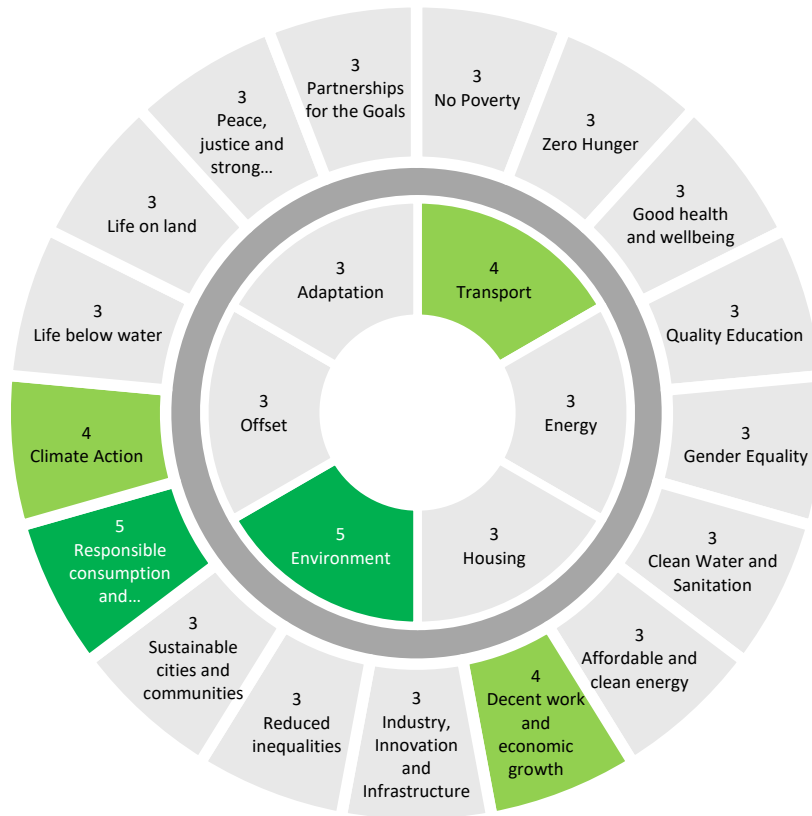 3
No Poverty
3
Zero Hunger
3
Good health
and wellbeing
3
Quality Education
3
Gender Equality
3
Clean Water and
Sanitation
3
Affordable and
clean energy
4
Decent work
and
economic
growth
3
Industry,
Innovation
and
Infrastructure
3
Reduced
inequalities
3
Sustainable
cities and
communities
5
Responsible
consumption
and...
4
Climate Action
3
Life below water
3
Life on land
3
Peace,
justice and
strong...
3
Partnerships
for the Goals
4
Transport
3
Energy
3
Housing
5
Environment
3
Offset
3
Adaptation